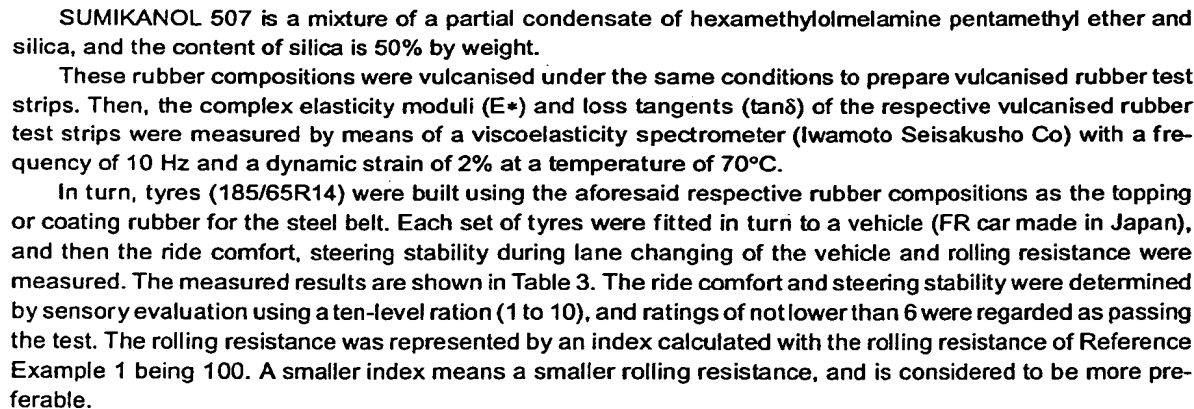 SUMIKANOL 507 is a mixture of a partial condensate of hexamethylolmelamine pentamethyl ether and
silica, and the content of silica is 50% by weight.
These rubber compositions were vulcanised under the same conditions to prepare vulcanised rubber test
strips. Then, the complex elasticity moduli (E*) and loss tangents (tanδ) of the respective vulcanised rubber
test strips were measured by means of a viscoelasticity spectrometer (Iwamoto Seisakusho Co) with a fre-
quency of 10 Hz and a dynamic strain of 2% at a temperature of 70°C.
In turn, tyres (185/65R14) were built using the aforesaid respective rubber compositions as the topping
or coating rubber for the steel belt. Each set of tyres were fitted in turn to a vehicle (FR car made in Japan),
and then the ride comfort, steering stability during lane changing of the vehicle and rolling resistance were
measured. The measured results are shown in Table 3. The ride comfort and steering stability were determined
by sensory evaluation using a ten-level ration (1 to 10), and ratings of not lower than 6 were regarded as passing
the test. The rolling resistance was represented by an index calculated with the rolling resistance of Reference
Example 1 being 100. A smaller index means a smaller rolling resistance, and is considered to be more pre-
ferable.